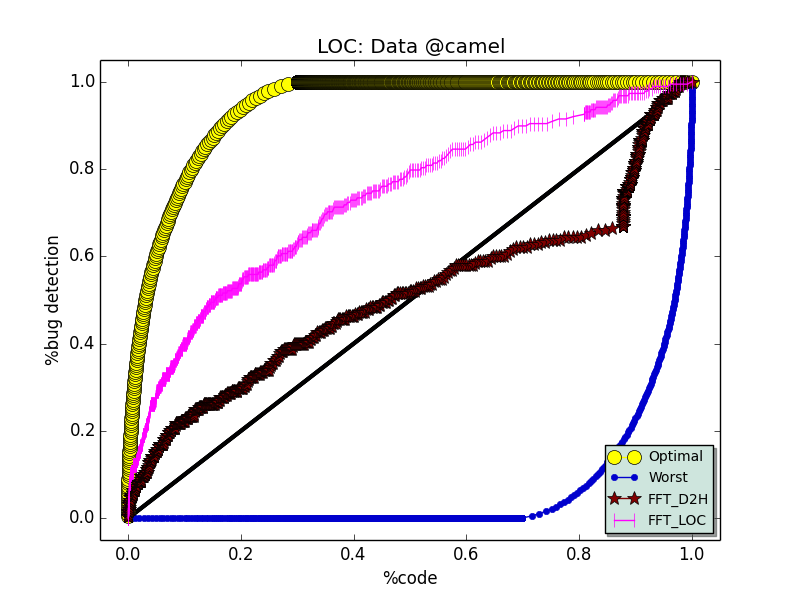 LOC: Data @camel
%bug detection
1.0
0.8
0.6
0.4
0.2
0.0
0.0 0.2 0.4 0.6 0.8 1.0
%code
Optimal
Worst
FFT_D2H
FFT_LOC